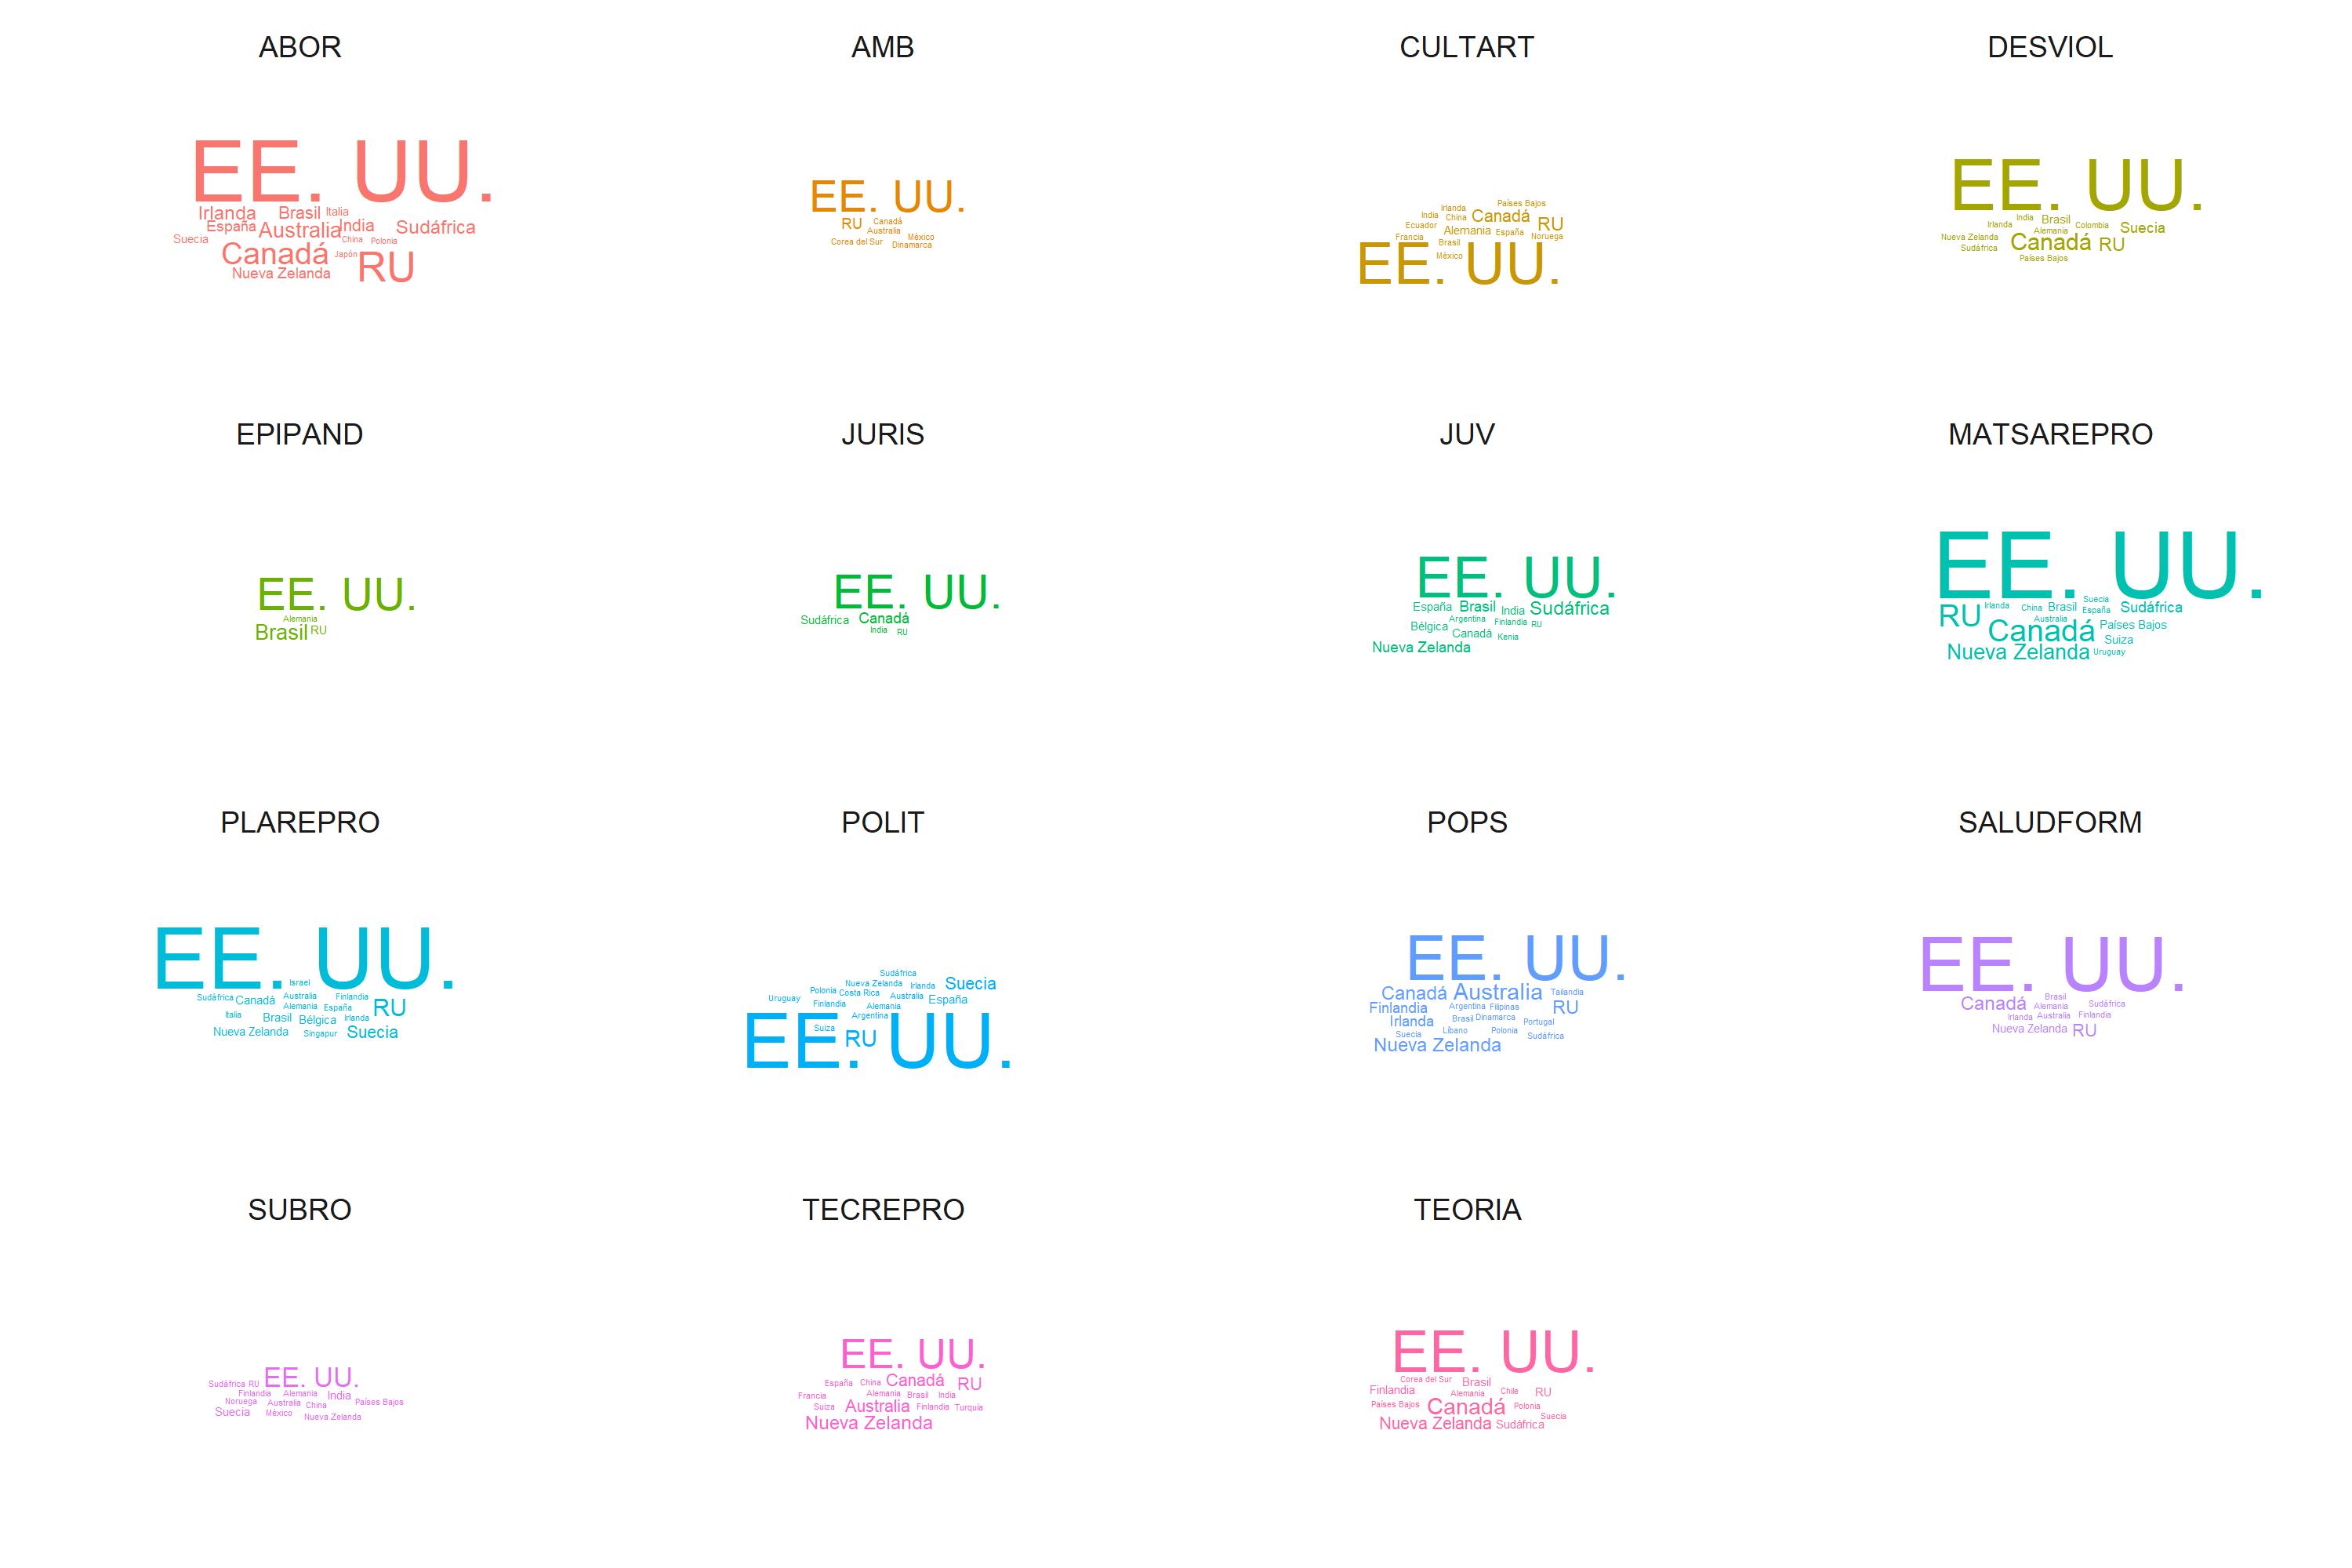 ABOR
EE. UU.
Irlanda Brasil Italia
España Australia India Sudáfrica
Suecia China Polonia
Canadá Japón RU
Nueva Zelanda
AMB
EE. UU.
RU Canadá
Australia
Corea del Sur México
Dinamarca
CULTART
Irlanda Países Bajos
India China Canadá RU
Ecuador Alemania España Noruega
Francia Brasil
EE. UU.
México
DESVIOL
EE. UU.
Irlanda India Brasil Colombia Suecia
Alemania
Nueva Zelanda Canadá RU
Sudáfrica
Países Bajos
EPIPAND
EE. UU.
Alemania
Brasil RU
JURIS
EE. UU.
Sudáfrica Canadá
India RU
JUV
EE. UU.
España Brasil India Sudáfrica
Bélgica Argentina Finlandia RU
Canadá Kenia
Nueva Zelanda
MATSAREPRO
EE. UU.
RU Irlanda China Brasil Suecia Sudáfrica
España
Australia
Canadá Países Bajos
Suiza
Nueva Zelanda Uruguay
PLAREPRO
EE. UU.
Israel
Sudáfrica Canadá Australia Finlandia
Alemania España RU
Italia Brasil Bélgica Irlanda
Nueva Zelanda Singapur Suecia
POLIT
Sudáfrica
Nueva Zelanda Irlanda Suecia
Polonia Costa Rica Australia España
Uruguay Finlandia Alemania
Argentina
EE. UU.
Suiza RU
POPS
EE. UU.
Canadá Australia Tailandia
Finlandia Argentina Filipinas RU
Irlanda Brasil Dinamarca Portugal
Suecia Líbano Polonia Sudáfrica
Nueva Zelanda
SALUDFORM
EE. UU.
Canadá Brasil Sudáfrica
Alemania
Irlanda Australia Finlandia
Nueva Zelanda RU
SUBRO
Sudáfrica RU EE. UU.
Finlandia Alemania India
Noruega Australia China Países Bajos
Suecia México Nueva Zelanda
TECREPRO
EE. UU.
España China Canadá RU
Francia Alemania Brasil India
Suiza Australia Finlandia Turquía
Nueva Zelanda
TEORIA
EE. UU.
Corea del Sur Brasil
Finlandia Alemania Chile RU
Países Bajos Canadá Polonia
Suecia
Nueva Zelanda Sudáfrica